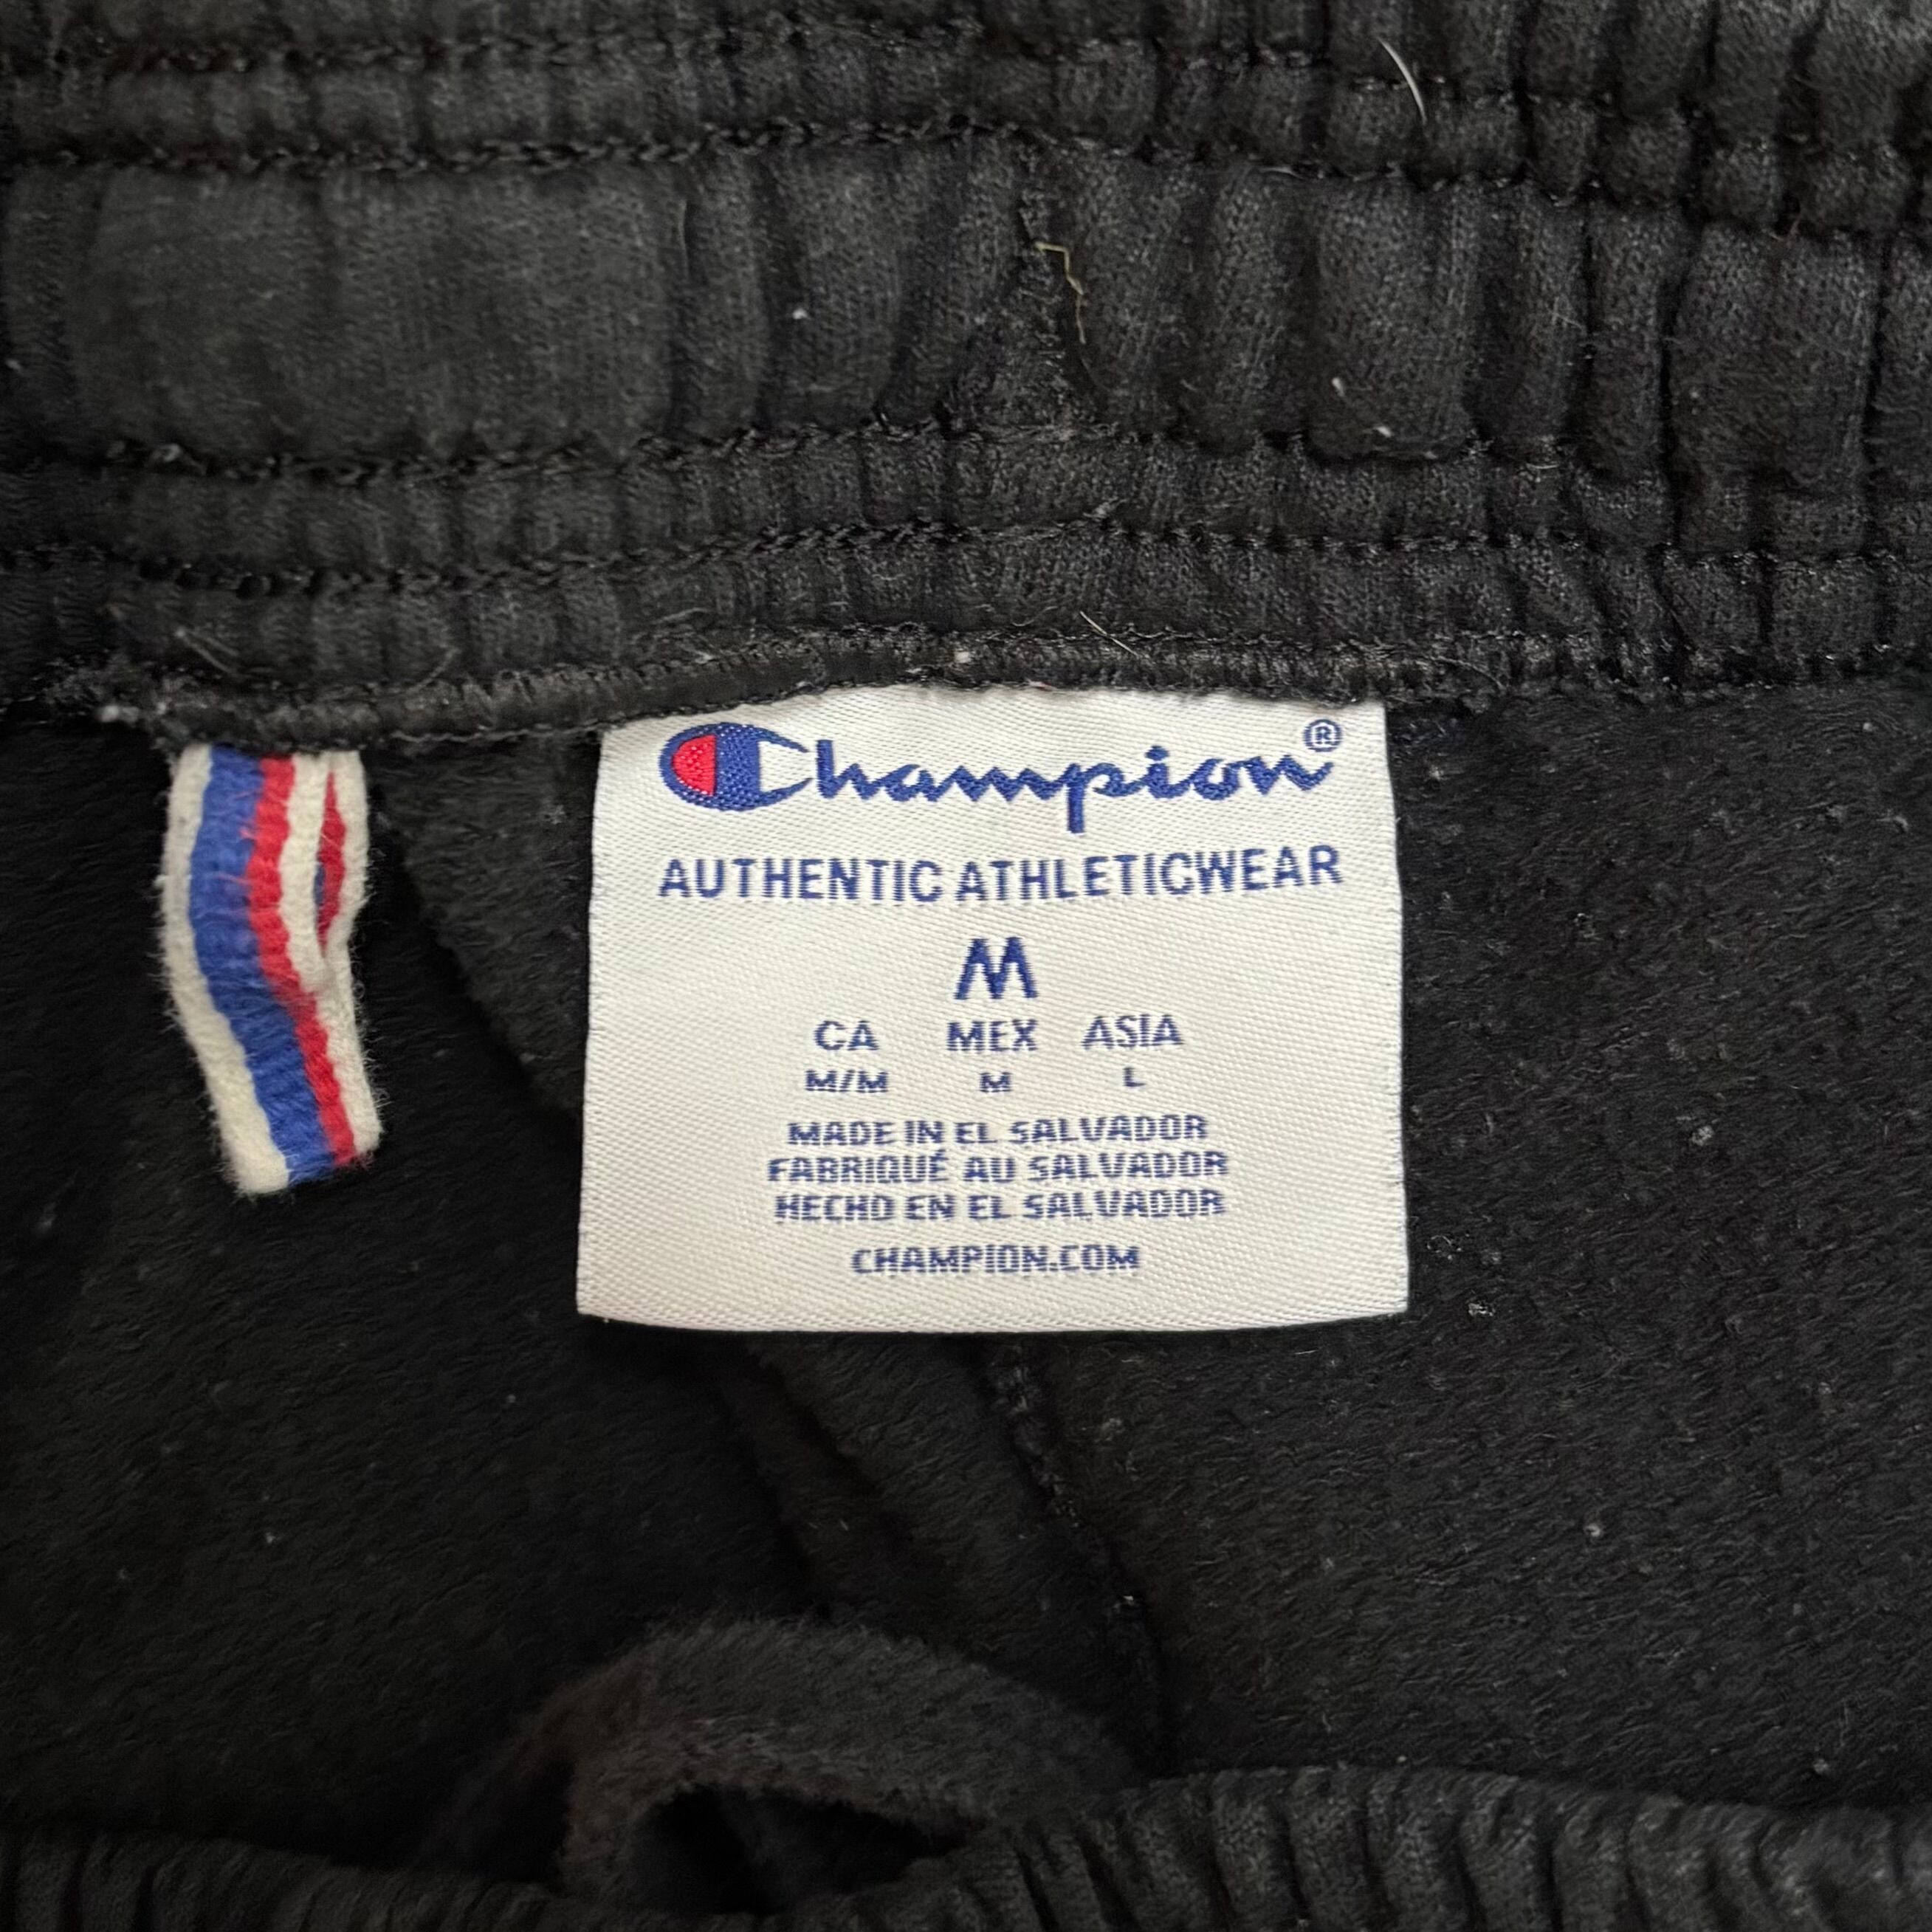 Champion®
AUTHENTIC ATHLETICWEAR
M
CA MEX ASIA
M/M M L
MADE IN EL SALVADOR
FABRIQUÉ AU SALVADOR
HECHO EN EL SALVADOR
CHAMPION.COM